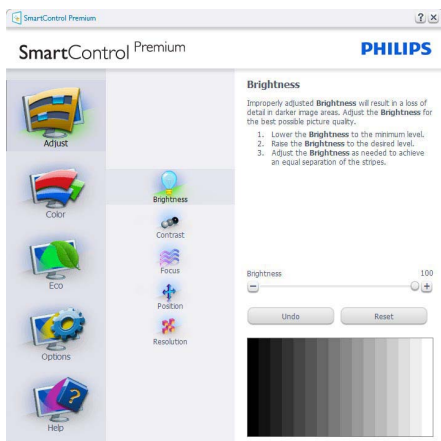 SmartControl Premium
SmartControl Premium
PHILIPS
Adjust
Color
Eco
Options
Help
Brightness
Contrast
Focus
Position
Resolution
Brightness
Improperly adjusted Brightness will result in a loss of
detail in darker image areas. Adjust the Brightness for
the best possible picture quality.
1. Lower the Brightness to the minimum level.
2. Raise the Brightness to the desired level.
3. Adjust the Brightness as needed to achieve
an equal separation of the stripes.
Brightness 100
Undo Reset